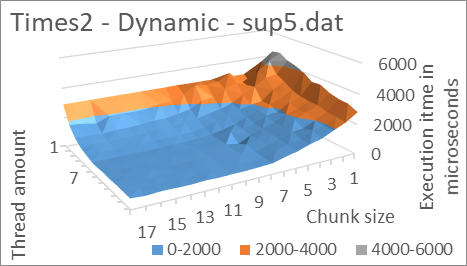 Times2 - Dynamic - sup5.dat
6000
4000
2000
0
Execution itme in
microseconds
1
7
Thread amount
17 15 13 11 9 7 5 3 1
Chunk size
0-2000 2000-4000 4000-6000